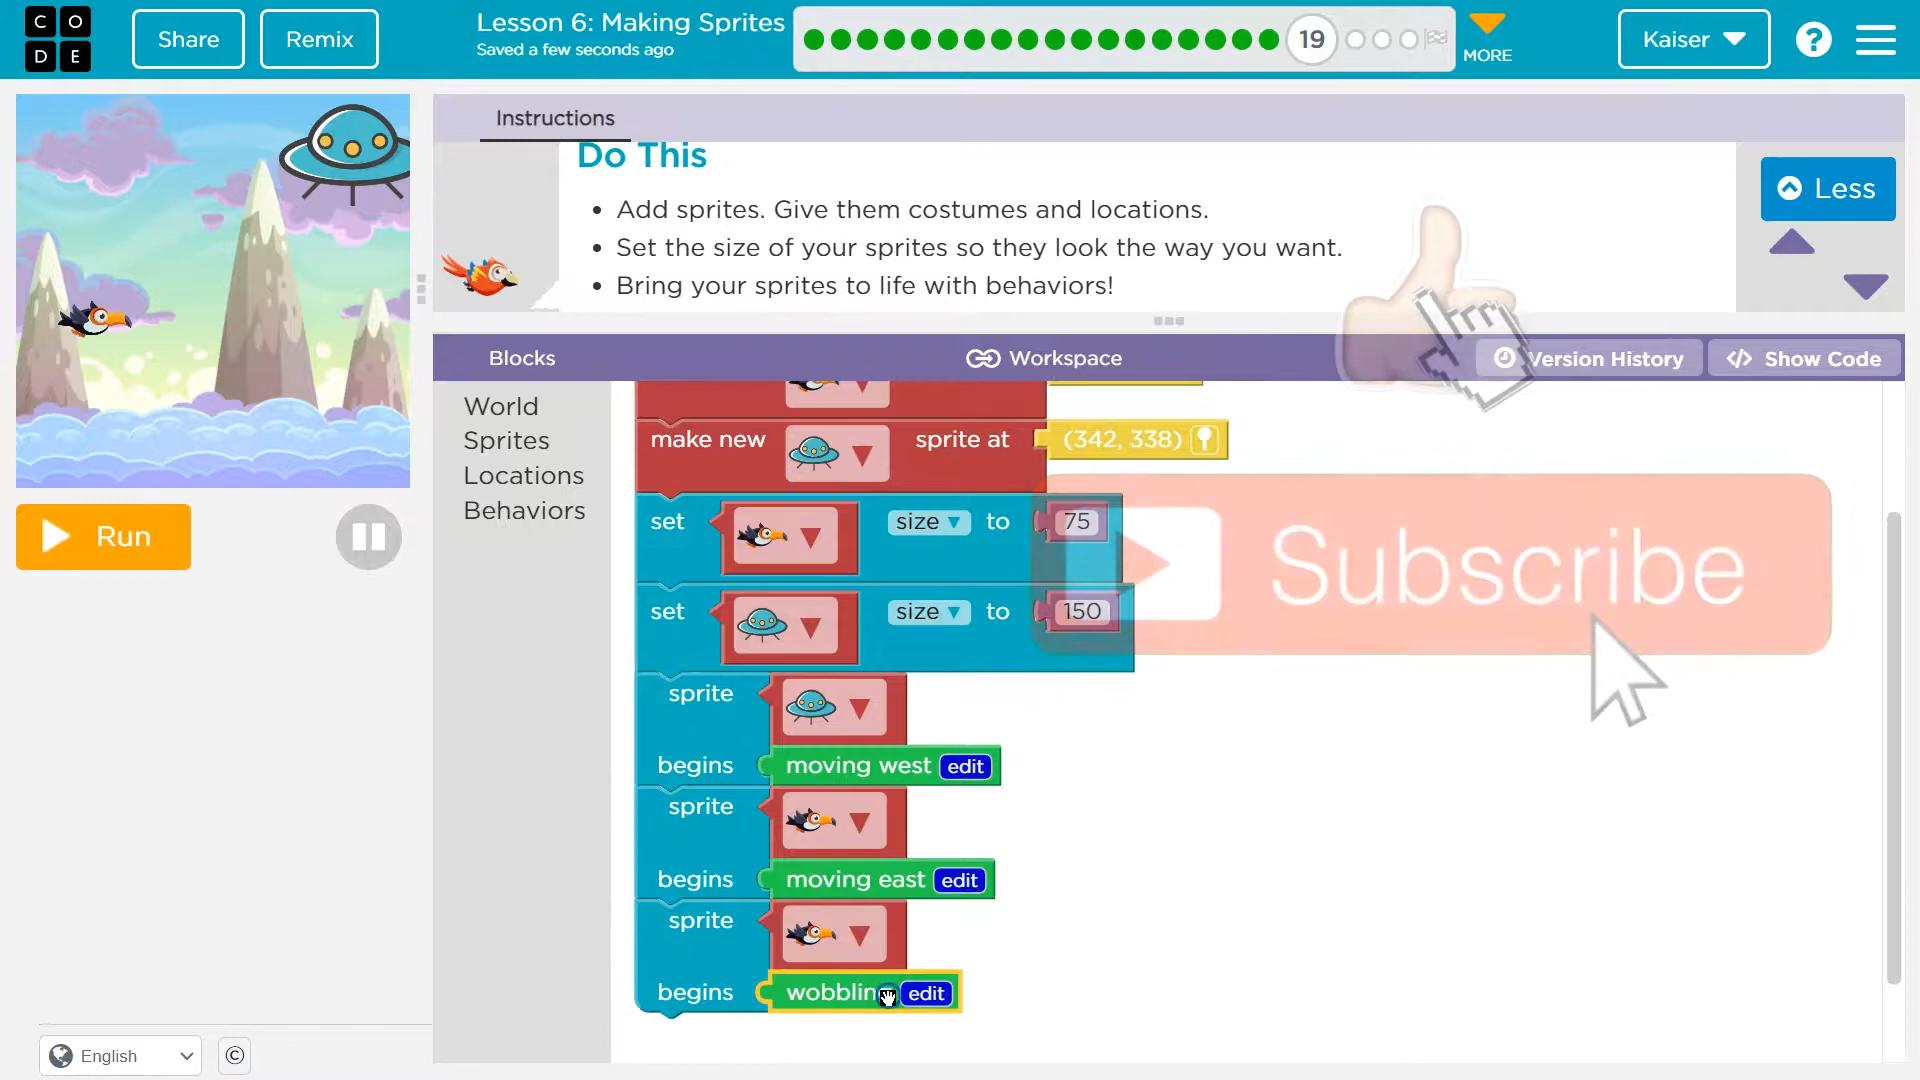 C O
D E
Share
Remix
Lesson 6: Making Sprites
Saved a few seconds ago
19
MORE
Kaiser
?
Instructions
Do This
• Add sprites. Give them costumes and locations.
• Set the size of your sprites so they look the way you want.
• Bring your sprites to life with behaviors!
Less
Blocks
Workspace
Version History
</> Show Code
World
Sprites
Locations
Behaviors
Run
make new sprite at (342, 338)
set size to 75
set size to 150
Subscribe
sprite
begins moving west edit
sprite
begins moving east edit
sprite
begins wobbling edit
English
©